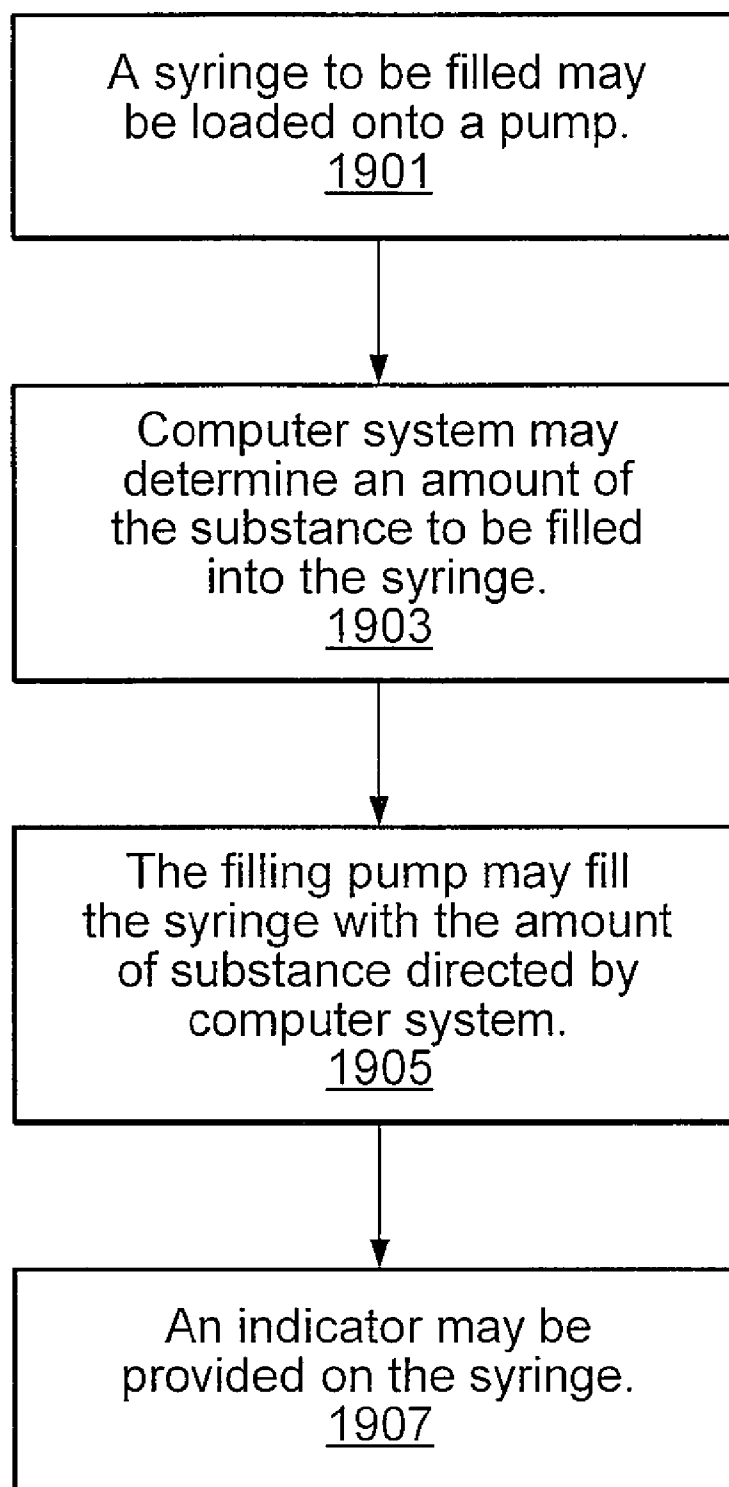 A syringe to be filled may
be loaded onto a pump.
1901
Computer system may
determine an amount of
the substance to be filled
into the syringe.
1903
The filling pump may fill
the syringe with the amount
of substance directed by
computer system.
1905
An indicator may be
provided on the syringe.
1907